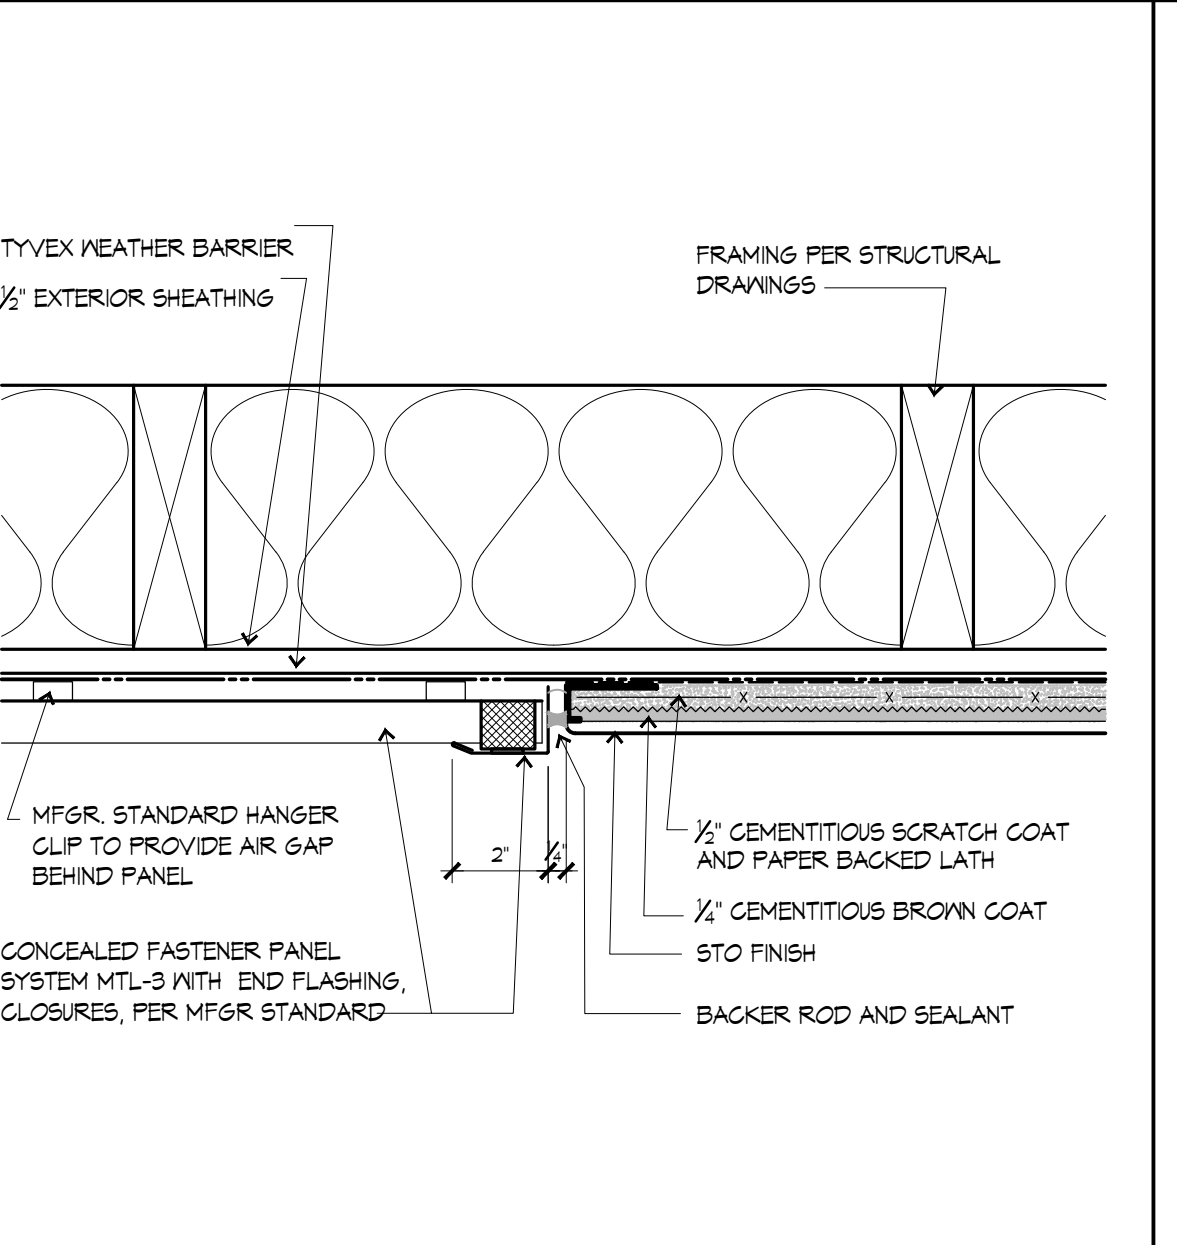 TYVEX WEATHER BARRIER
½" EXTERIOR SHEATHING
FRAMING PER STRUCTURAL
DRAWINGS
X X X
MFGR. STANDARD HANGER
CLIP TO PROVIDE AIR GAP
BEHIND PANEL
2" ¼"
½" CEMENTITIOUS SCRATCH COAT
AND PAPER BACKED LATH
¼" CEMENTITIOUS BROWN COAT
STO FINISH
CONCEALED FASTENER PANEL
SYSTEM MTL-3 WITH END FLASHING,
CLOSURES, PER MFGR STANDARD
BACKER ROD AND SEALANT